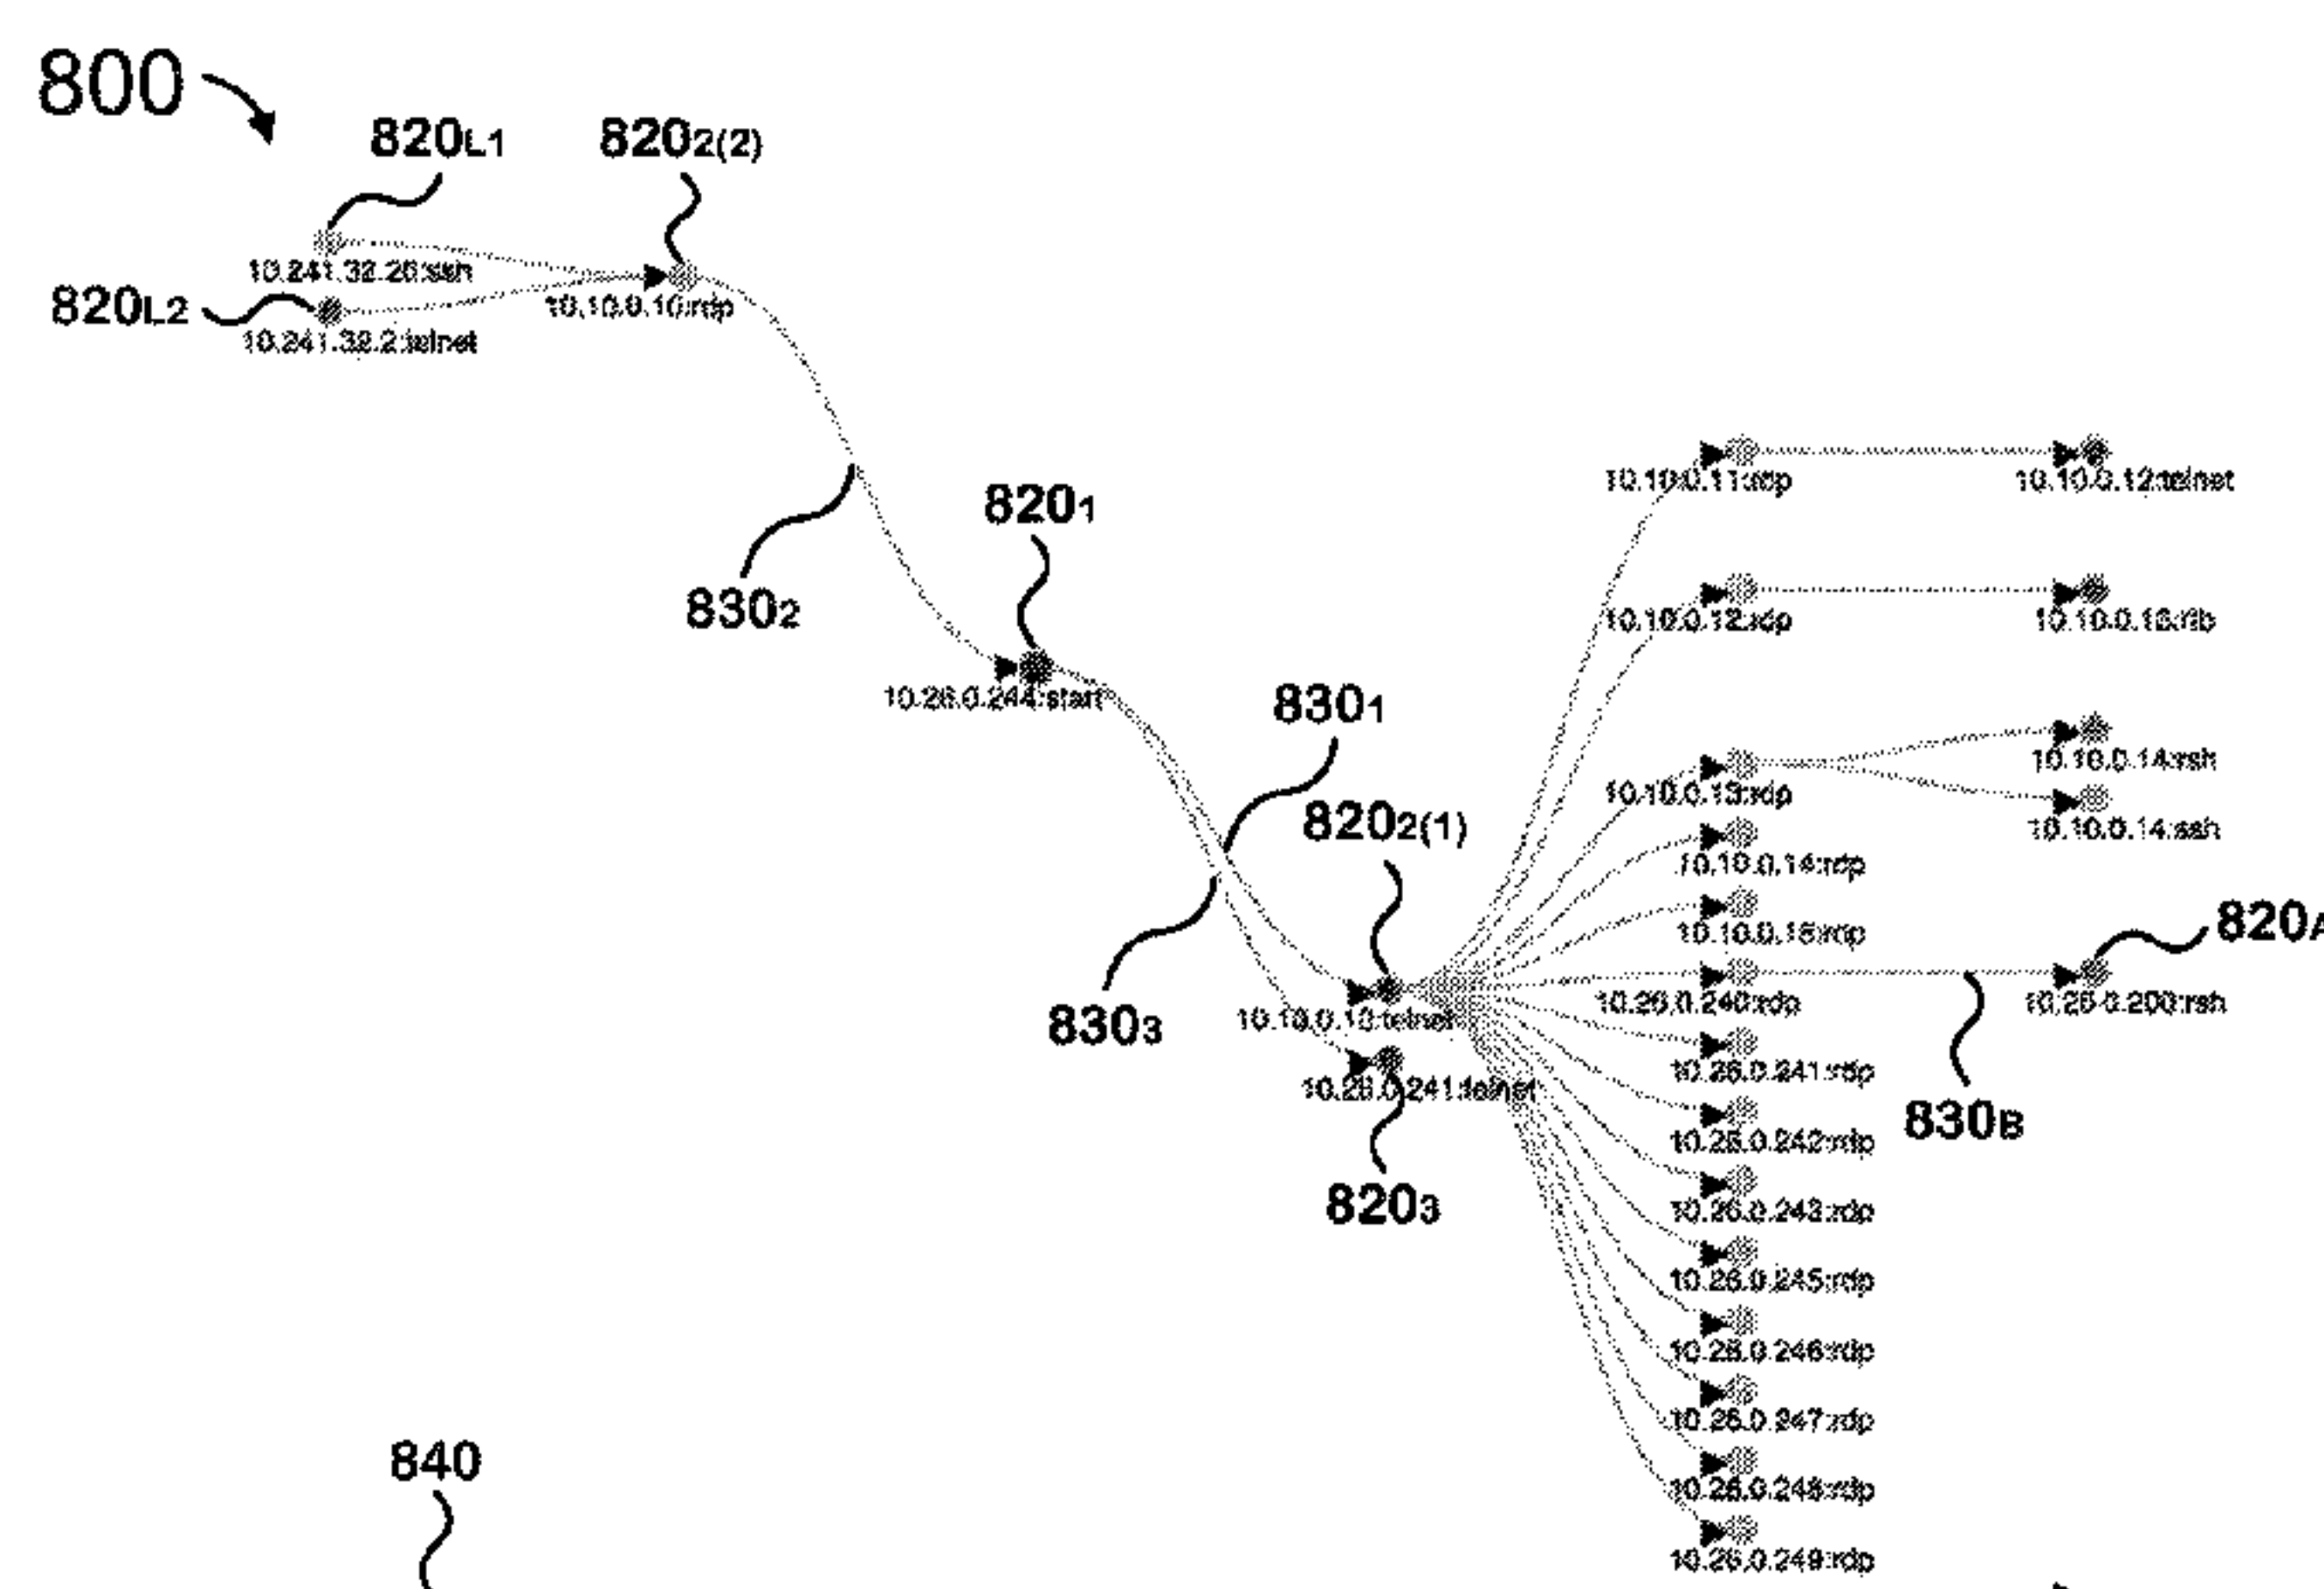 800
820L1
8202(2)
10.241.32.20:ssh
820L2
10.10.0.10:rdp
10.241.32.2:telnet
10.10.0.11:rdp
10.10.0.12:telnet
8201
8302
10.10.0.12:rdp
10.26.0.244:start
8301
10.10.0.14:rsh
10.10.0.13:rdp
8202(1)
10.10.0.14:ssh
10.10.0.14:rdp
820A
10.26.0.240:rdp
10.26.0.200:rsh
8303
10.10.0.10:telnet
10.26.0.241:rdp
10.26.0.241:telnet
830B
10.26.0.242:rdp
8203
10.26.0.243:rdp
10.26.0.245:rdp
10.26.0.246:rdp
10.26.0.247:rdp
840
10.26.0.248:rdp
10.26.0.249:rdp